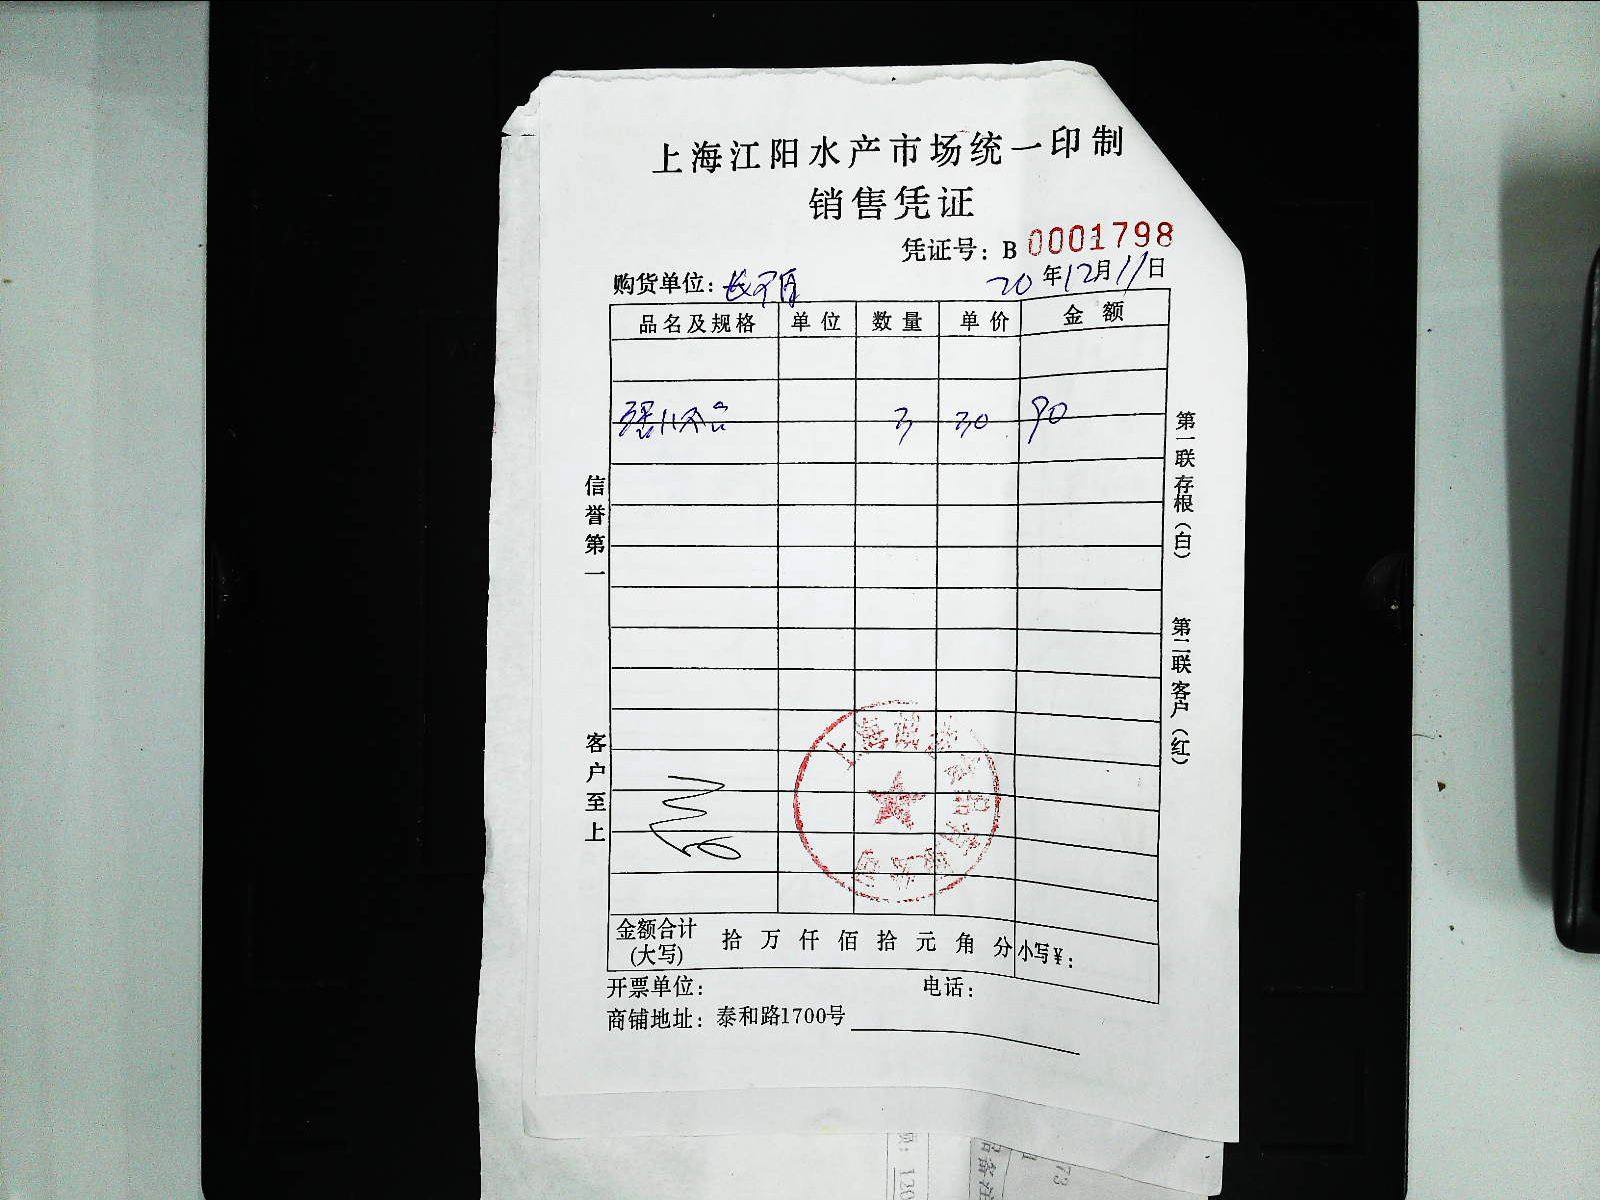 上海江阳水产市场统一印制
销售凭证
凭证号：B 0001798
购货单位：
20年12月11日
品名及规格 单位 数量 单价 金额
3 30 90
信誉第一
客户至上
第一联存根（白）
第二联客户（红）
金额合计(大写) 拾 万 仟 佰 拾 元 角 分 小写¥：
开票单位： 电话：
商铺地址：泰和路1700号